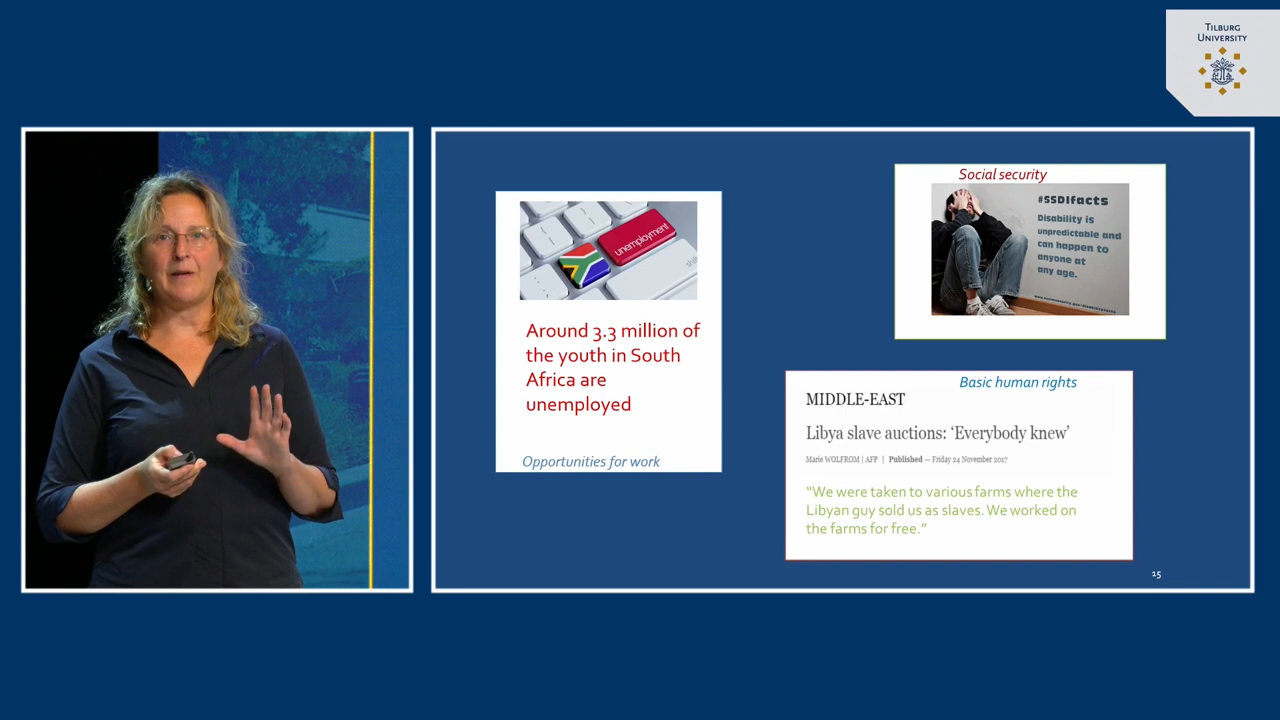 TILBURG
UNIVERSITY
unemployment
Around 3.3 million of
the youth in South
Africa are
unemployed
Opportunities for work
Social security
#SSDIfacts
Disability is
unpredictable and
can happen to
anyone at
any age.
Basic human rights
MIDDLE-EAST
Libya slave auctions: ‘Everybody knew’
Marie WOLFROM | AFP | Published — Friday 24 November 2017
“We were taken to various farms where the
Libyan guy sold us as slaves. We worked on
the farms for free.”
15